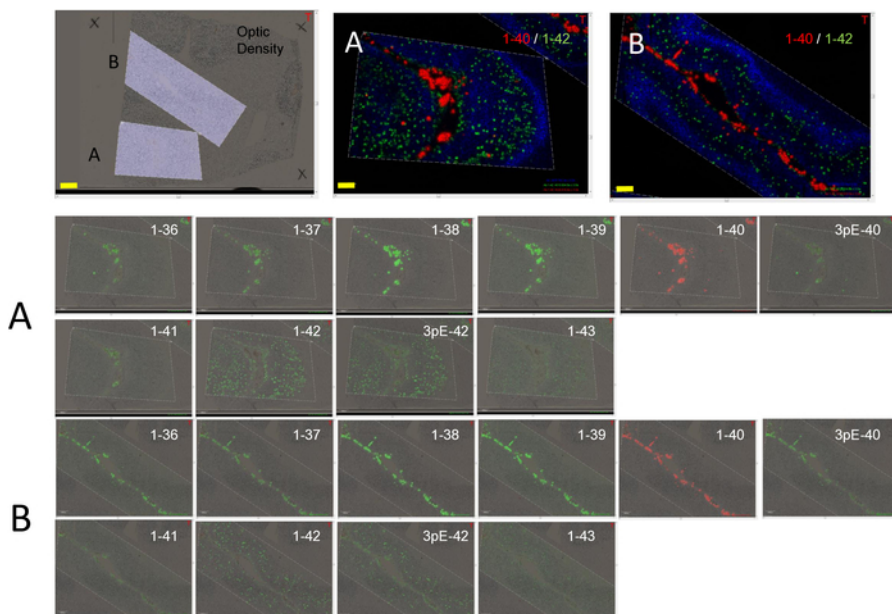 Optic
Density
B
A
X
X
X
T
A
1-40 / 1-42
T
B
1-40 / 1-42
T
A
1-36
1-37
1-38
1-39
1-40
3pE-40
1-41
1-42
3pE-42
1-43
B
1-36
1-37
1-38
1-39
1-40
3pE-40
1-41
1-42
3pE-42
1-43